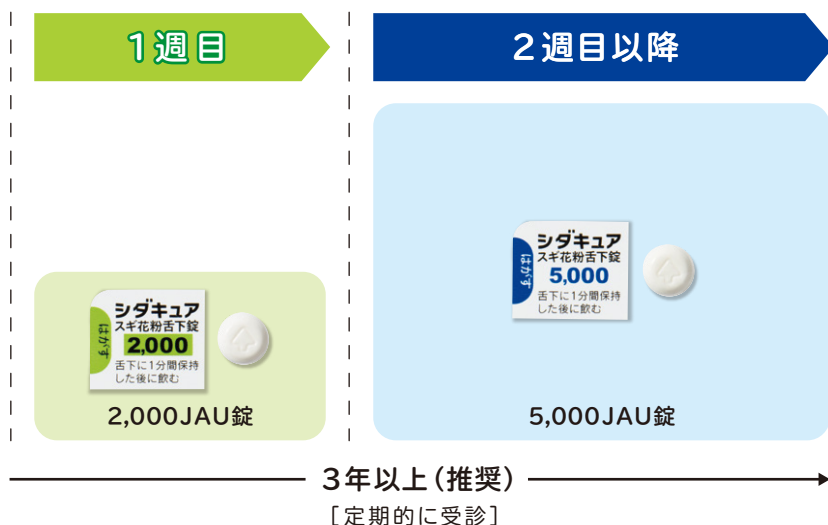 1週目
2週目以降
シダキュア
スギ花粉舌下錠
2,000
舌下に1分間保持
した後に飲む
はがす
2,000JAU錠
シダキュア
スギ花粉舌下錠
5,000
舌下に1分間保持
した後に飲む
はがす
5,000JAU錠
3年以上(推奨)
[定期的に受診]